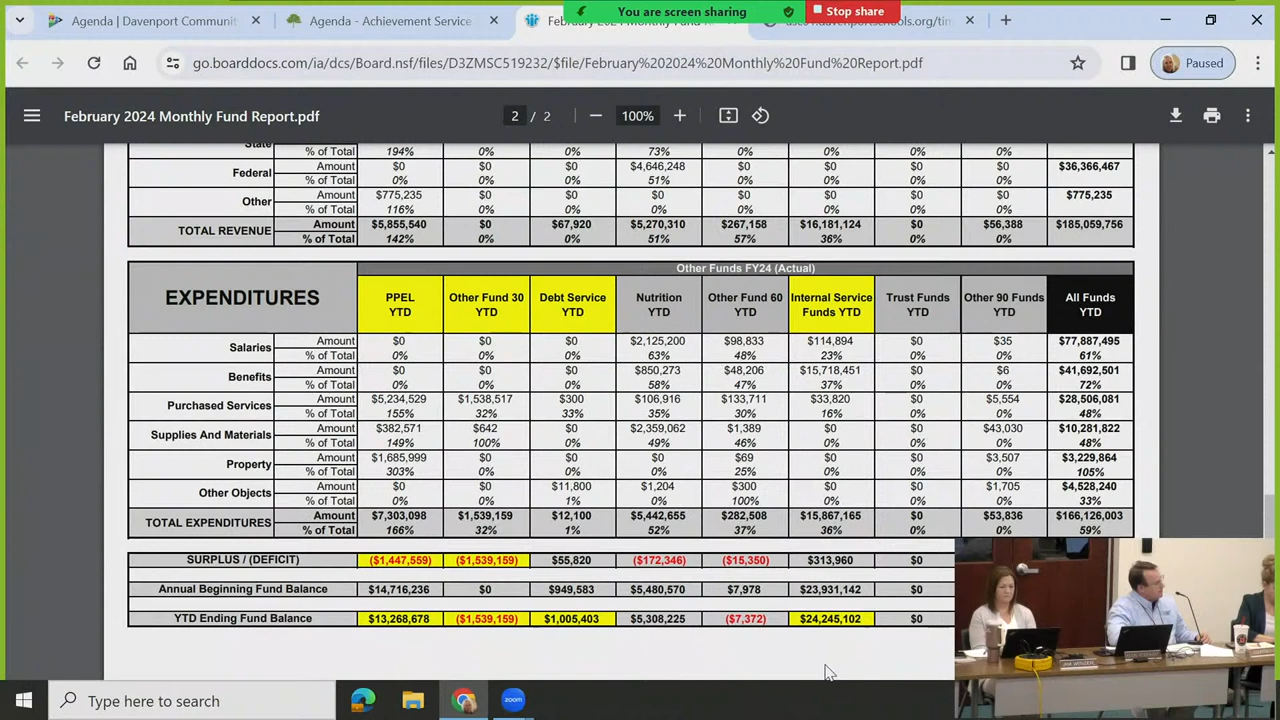 You are screen sharing
Stop share
Agenda | Davenport Communit
Agenda - Achievement Service
February 2024 Monthly Fund
go.boarddocs.com/ia/dcs/Board.nsf/files/D3ZMSC519232/$file/February%202024%20Monthly%20Fund%20Report.pdf
Paused
February 2024 Monthly Fund Report.pdf
2 / 2
100%
State
% of Total 194% 0% 0% 73% 0% 0% 0% 0%
Federal Amount $0 $0 $0 $4,646,248 $0 $0 $0 $0 $36,366,467
% of Total 0% 0% 0% 51% 0% 0% 0% 0%
Other Amount $775,235 $0 $0 $0 $0 $0 $0 $0 $775,235
% of Total 116% 0% 0% 0% 0% 0% 0% 0%
TOTAL REVENUE Amount $5,855,540 $0 $67,920 $5,270,310 $267,158 $16,181,124 $0 $56,388 $185,059,756
% of Total 142% 0% 0% 51% 57% 36% 0% 0%
Other Funds FY24 (Actual)
EXPENDITURES
PPEL YTD
Other Fund 30 YTD
Debt Service YTD
Nutrition YTD
Other Fund 60 YTD
Internal Service Funds YTD
Trust Funds YTD
Other 90 Funds YTD
All Funds YTD
Salaries Amount $0 $0 $0 $2,125,200 $98,833 $114,894 $0 $35 $77,887,495
% of Total 0% 0% 0% 63% 48% 23% 0% 0% 61%
Benefits Amount $0 $0 $0 $850,273 $48,206 $15,718,451 $0 $6 $41,692,501
% of Total 0% 0% 0% 58% 47% 37% 0% 0% 72%
Purchased Services Amount $5,234,529 $1,538,517 $300 $106,916 $133,711 $33,820 $0 $5,554 $28,506,081
% of Total 155% 32% 33% 35% 30% 16% 0% 0% 48%
Supplies And Materials Amount $382,571 $642 $0 $2,359,062 $1,389 $0 $0 $43,030 $10,281,822
% of Total 149% 100% 0% 49% 46% 0% 0% 0% 48%
Property Amount $1,685,999 $0 $0 $0 $69 $0 $0 $3,507 $3,229,864
% of Total 303% 0% 0% 0% 25% 0% 0% 0% 105%
Other Objects Amount $0 $0 $11,800 $1,204 $300 $0 $0 $1,705 $4,528,240
% of Total 0% 0% 1% 0% 100% 0% 0% 0% 33%
TOTAL EXPENDITURES Amount $7,303,098 $1,539,159 $12,100 $5,442,655 $282,508 $15,867,165 $0 $53,836 $166,126,003
% of Total 166% 32% 1% 52% 37% 36% 0% 0% 59%
SURPLUS / (DEFICIT) ($1,447,559) ($1,539,159) $55,820 ($172,346) ($15,350) $313,960 $0
Annual Beginning Fund Balance $14,716,236 $0 $949,583 $5,480,570 $7,978 $23,931,142 $0
YTD Ending Fund Balance $13,268,678 ($1,539,159) $1,005,403 $5,308,225 ($7,372) $24,245,102 $0
Type here to search
zoom